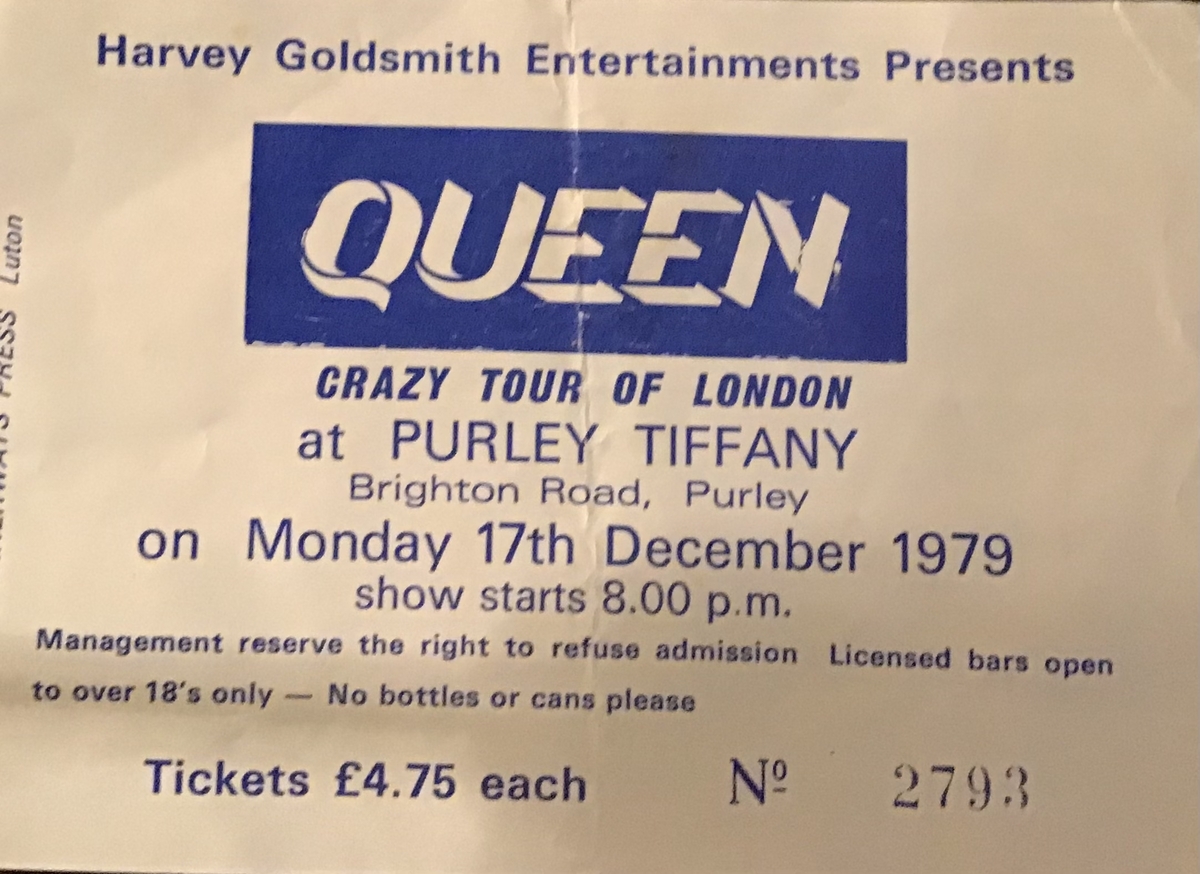 Harvey Goldsmith Entertainments Presents
QUEEN
CRAZY TOUR OF LONDON
at PURLEY TIFFANY
Brighton Road, Purley
on Monday 17th December 1979
show starts 8.00 p.m.
Management reserve the right to refuse admission Licensed bars open
to over 18's only — No bottles or cans please
Tickets £4.75 each Nº 2793
PRESS Luton